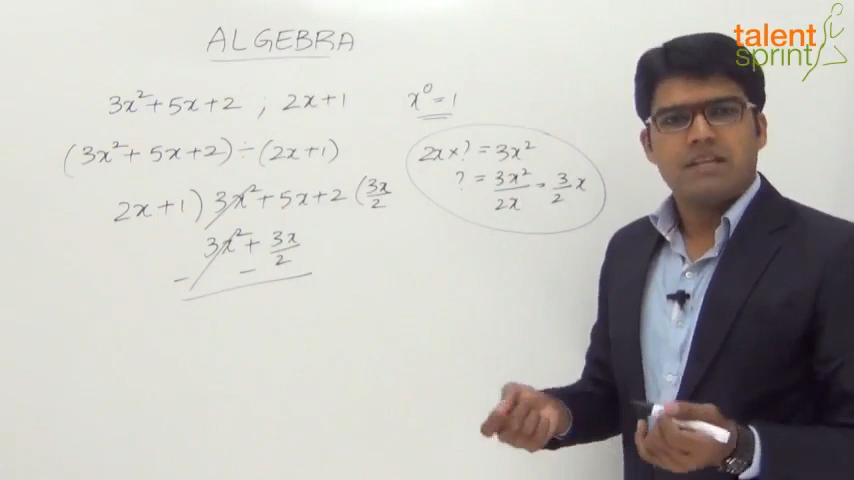 ALGEBRA
talent
sprint
3x²+5x+2 ; 2x+1
x⁰=1
(3x²+5x+2)÷(2x+1)
2x×?=3x²
?=3x²/2x=3/2x
2x+1)3x²+5x+2(3x/2
3x²+3x/2
− −